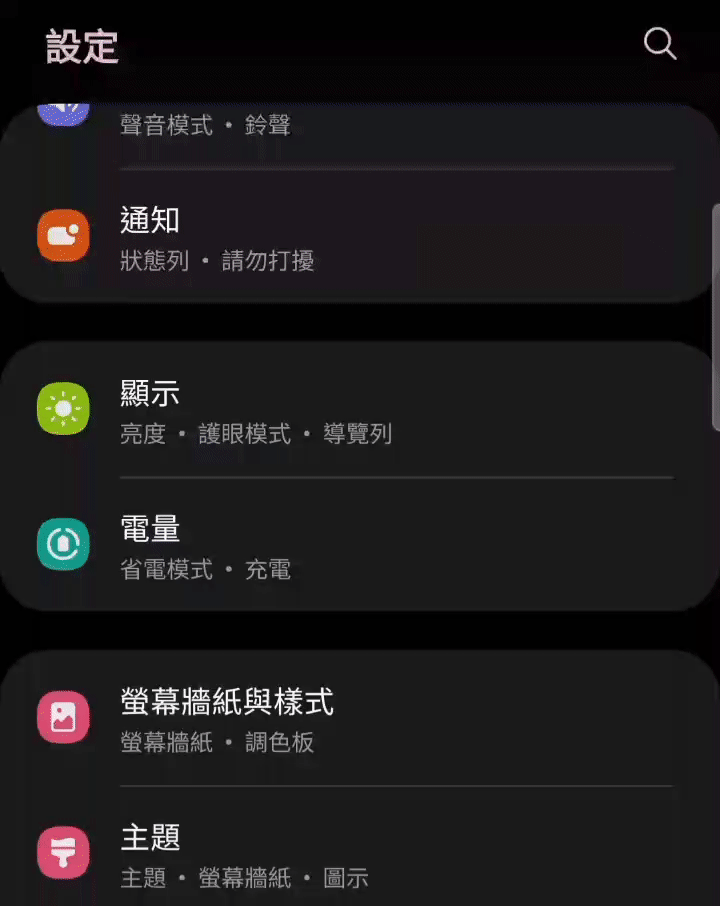 設定
聲音模式 • 鈴聲
通知
狀態列 • 請勿打擾
顯示
亮度 • 護眼模式 • 導覽列
電量
省電模式 • 充電
螢幕牆紙與樣式
螢幕牆紙 • 調色板
主題
主題 • 螢幕牆紙 • 圖示